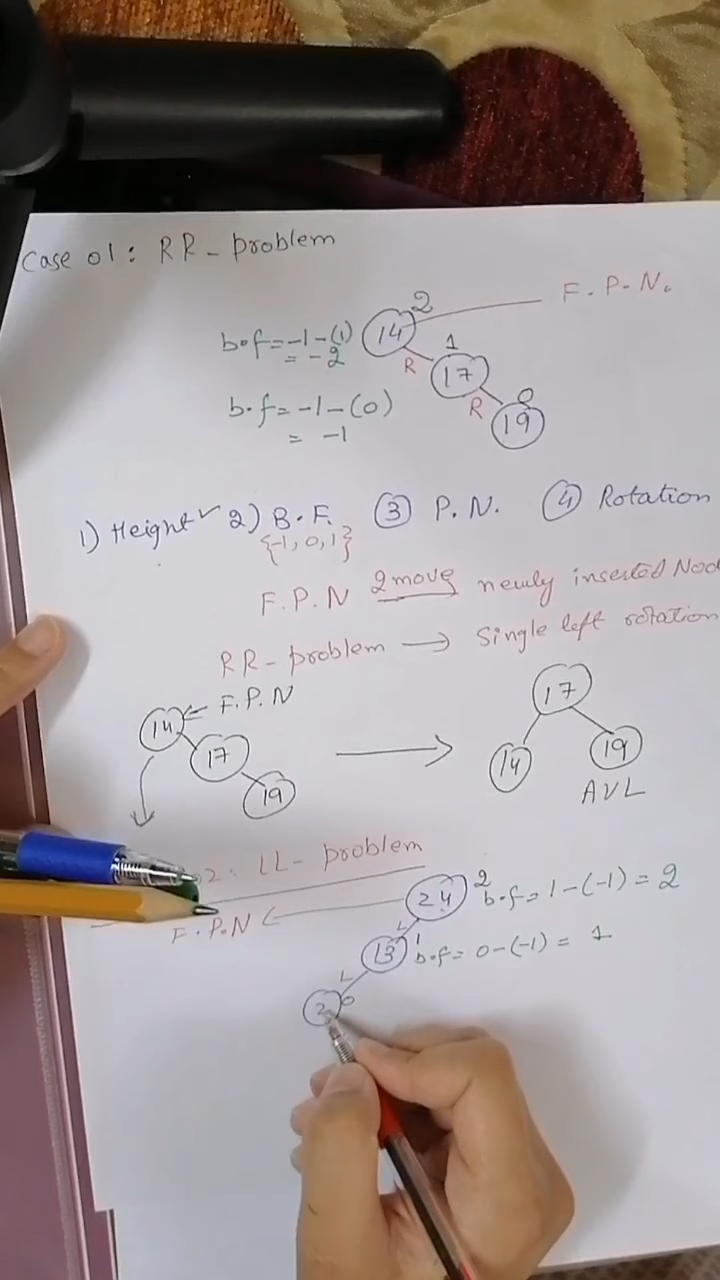 Case 01: RR-problem
F.P.N.
2
b.f=-1-(1)
14
= -2
1
R
17
b.f=-1-(0)
R
0
19
= -1
1) Height ✓ 2) B.F. ③ P.N. ④ Rotation
{-1,0,1}
F.P.N 2move newly inserted Nod
RR-problem → Single left rotation
14 ← F.P.N
17
19
→
17
14
19
AVL
2: LL-problem
24 2 b.f=1-(-1)=2
F.P.N ←
L
13 1 b.f=0-(-1)= 1
L
2 0